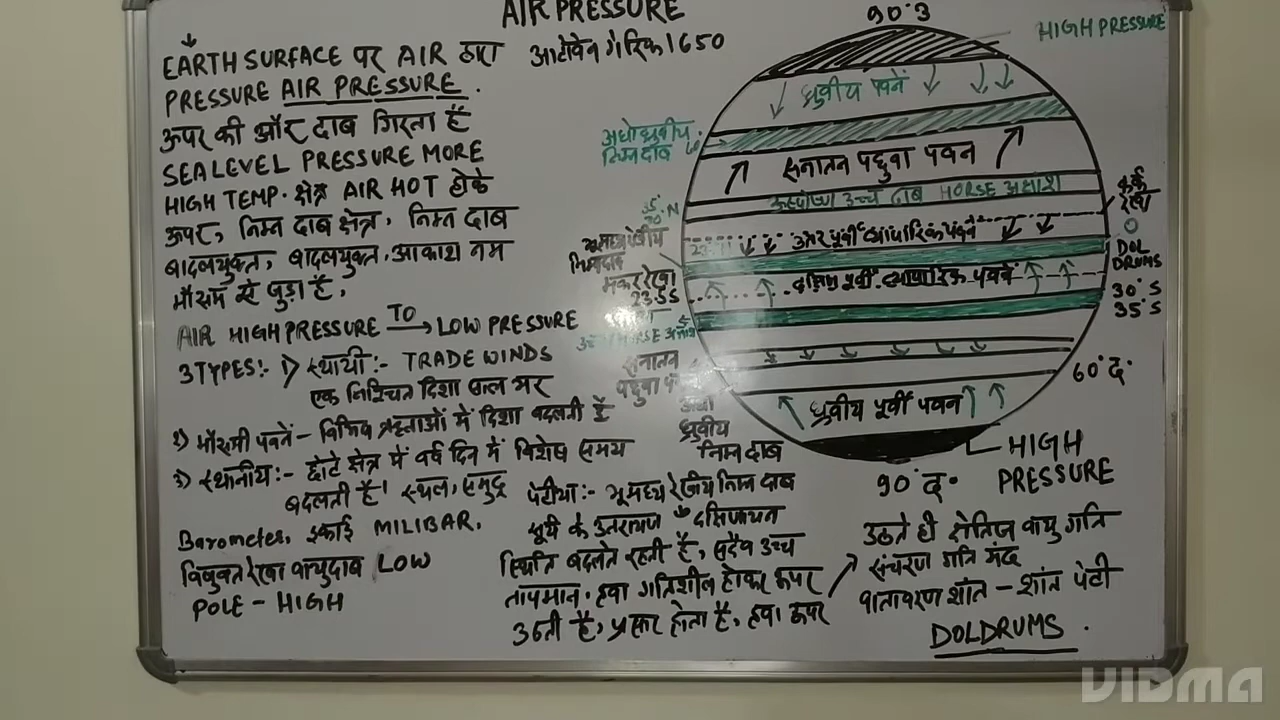 AIR PRESSURE
EARTH SURFACE पर AIR द्वारा
PRESSURE AIR PRESSURE.
ऊपर की ओर दाब गिरता है
SEA LEVEL PRESSURE MORE
HIGH TEMP. क्षेत्र AIR HOT होके
ऊपर, निम्न दाब क्षेत्र, निम्न दाब
बादलयुक्त, बादलयुक्त, आकाश नम
मौसम से जुड़ा है,
AIR HIGH PRESSURE TO → LOW PRESSURE
3 TYPES:- 1) स्थायी:- TRADE WINDS
एक निश्चित दिशा साल भर
2) मौसमी पवनें - विभिन्न ऋतुओं में दिशा बदलती है
3) स्थानीय:- छोटे क्षेत्र में वर्ष दिन में विशेष समय
बदलती है। स्थल, समुद्र
Barometer, इकाई MILIBAR,
विषुवत रेखा वायुदाब LOW
POLE - HIGH
1650
पेटीयां:- भूमध्य रेखीय निम्न दाब
सूर्य के उत्तरायण व दक्षिणायन
स्थिति बदलते रहती है, सदैव उच्च
तापमान, हवा गतिशील होकर ऊपर
उठती है, प्रसार होता है, हवा ऊपर
उठते ही क्षैतिज वायु गति
संचरण गति मंद
वातावरण शांत - शांत पेटी
DOLDRUMS.
90°उ
HIGH PRESSURE
ध्रुवीय पवनें
अधोध्रुवीय
निम्नदाब
सनातन पछुवा पवन
उच्च दाब HORSE अक्षांश
कर्क
रेखा
35°
N
उत्तर पूर्वी व्यापारिक पवनें
0
DOL
DRUMS
निम्नदाब
दक्षिण पूर्वी व्यापारिक पवनें
मकर रेखा
23.5 S
30° S
35° S
HORSE
सनातन
पछुवा
60° द.
ध्रुवीय पूर्वी पवन
ध्रुवीय
निम्न दाब
HIGH
PRESSURE
90° द.
VIDMA